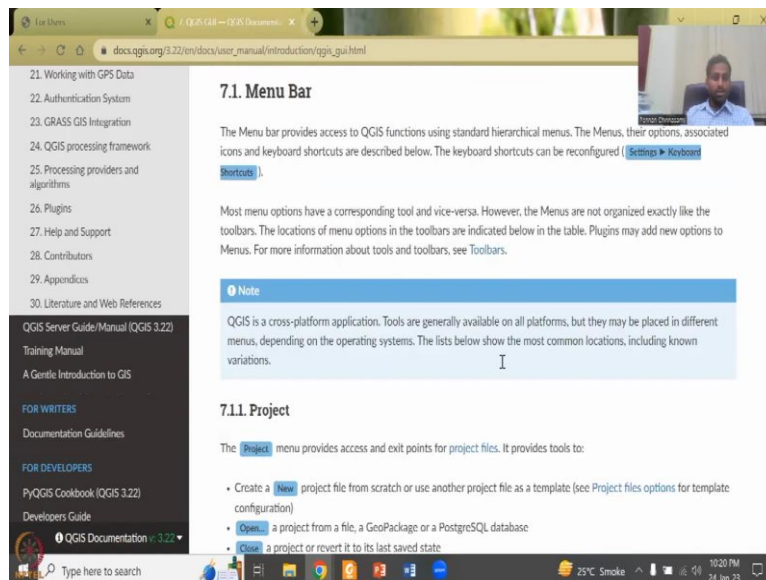 For Users
7. QGIS GUI — QGIS Documenta
docs.qgis.org/3.22/en/docs/user_manual/introduction/qgis_gui.html
21. Working with GPS Data
22. Authentication System
23. GRASS GIS Integration
24. QGIS processing framework
25. Processing providers and
algorithms
26. Plugins
27. Help and Support
28. Contributors
29. Appendices
30. Literature and Web References
QGIS Server Guide/Manual (QGIS 3.22)
Training Manual
A Gentle Introduction to GIS
FOR WRITERS
Documentation Guidelines
FOR DEVELOPERS
PyQGIS Cookbook (QGIS 3.22)
Developers Guide
QGIS Documentation v: 3.22
7.1. Menu Bar
The Menu bar provides access to QGIS functions using standard hierarchical menus. The Menus, their options, associated
icons and keyboard shortcuts are described below. The keyboard shortcuts can be reconfigured ( Settings ► Keyboard
Shortcuts ).
Most menu options have a corresponding tool and vice-versa. However, the Menus are not organized exactly like the
toolbars. The locations of menu options in the toolbars are indicated below in the table. Plugins may add new options to
Menus. For more information about tools and toolbars, see Toolbars.
Note
QGIS is a cross-platform application. Tools are generally available on all platforms, but they may be placed in different
menus, depending on the operating systems. The lists below show the most common locations, including known
variations.
7.1.1. Project
The Project menu provides access and exit points for project files. It provides tools to:
• Create a New project file from scratch or use another project file as a template (see Project files options for template
configuration)
• Open... a project from a file, a GeoPackage or a PostgreSQL database
• Close a project or revert it to its last saved state
NPTEL
Type here to search
25°C Smoke
10:20 PM
24 Jan 23